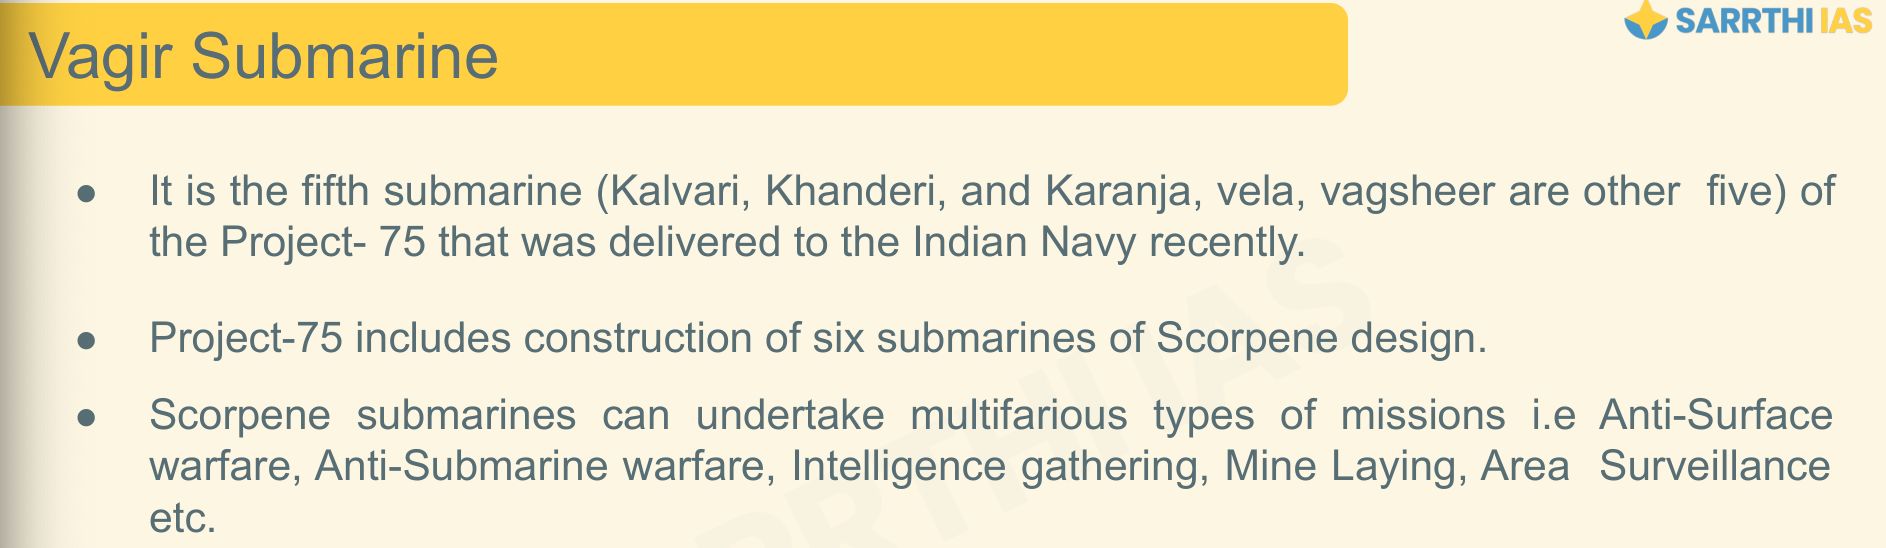 SARRTHI IAS
Vagir Submarine
● It is the fifth submarine (Kalvari, Khanderi, and Karanja, vela, vagsheer are other five) of
the Project- 75 that was delivered to the Indian Navy recently.
● Project-75 includes construction of six submarines of Scorpene design.
● Scorpene submarines can undertake multifarious types of missions i.e Anti-Surface
warfare, Anti-Submarine warfare, Intelligence gathering, Mine Laying, Area Surveillance
etc.